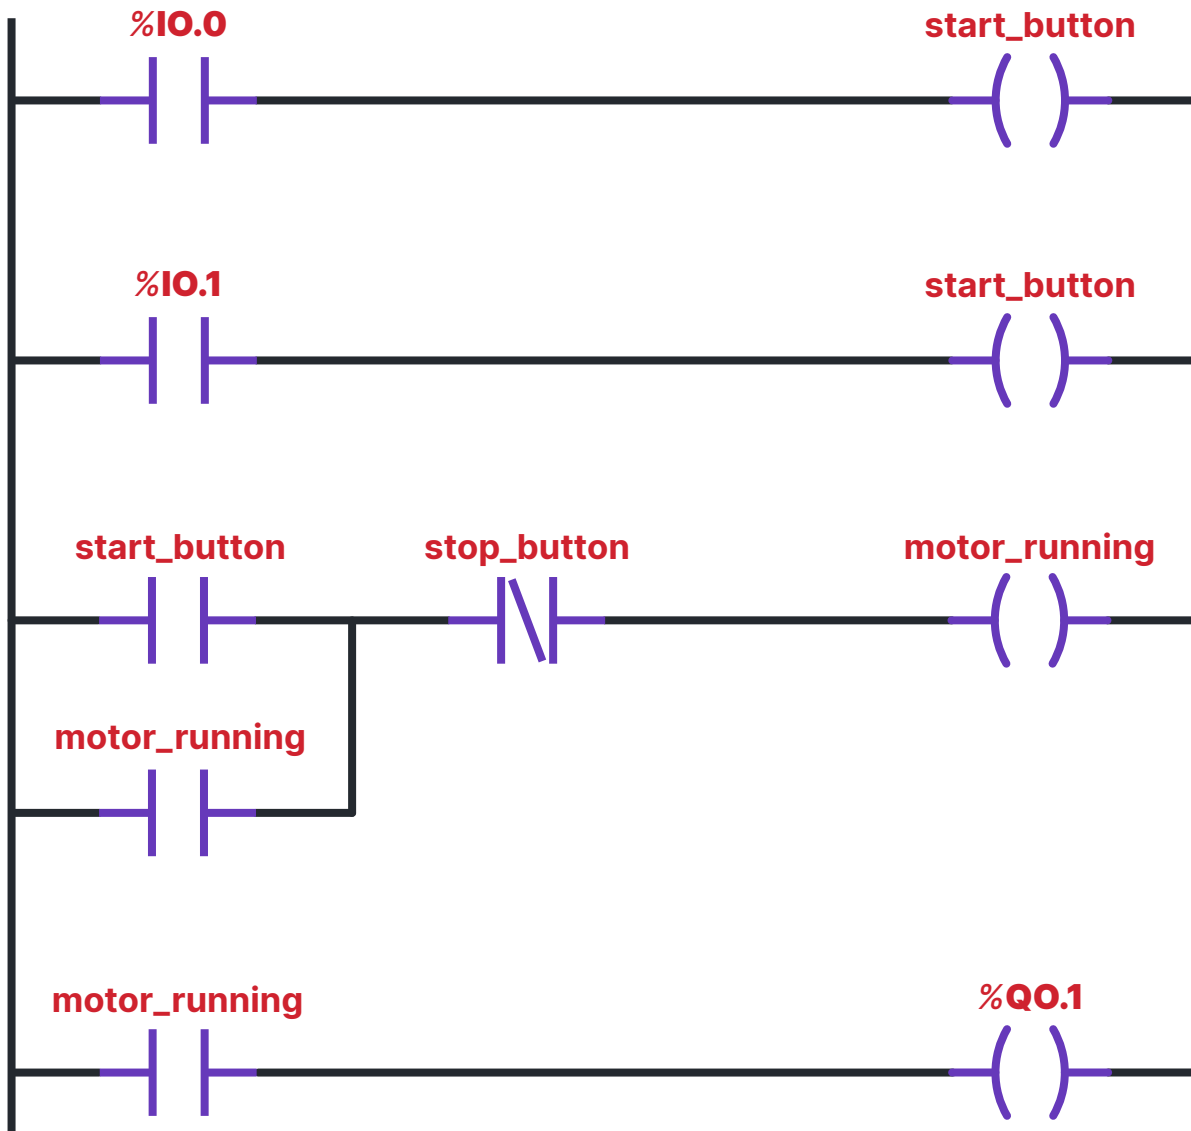 %I0.0
start_button
%I0.1
start_button
start_button
stop_button
motor_running
motor_running
motor_running
%Q0.1